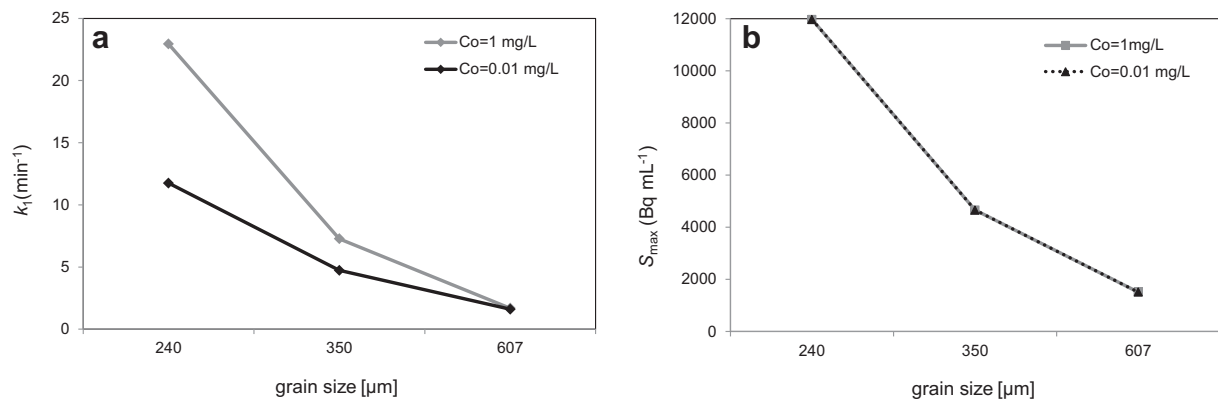 a
Co=1 mg/L
Co=0.01 mg/L
25
20
15
10
5
0
k1(min-1)
240 350 607
grain size [µm]
b
Co=1mg/L
Co=0.01 mg/L
12000
10000
8000
6000
4000
2000
0
Smax (Bq mL-1)
240 350 607
grain size [µm]